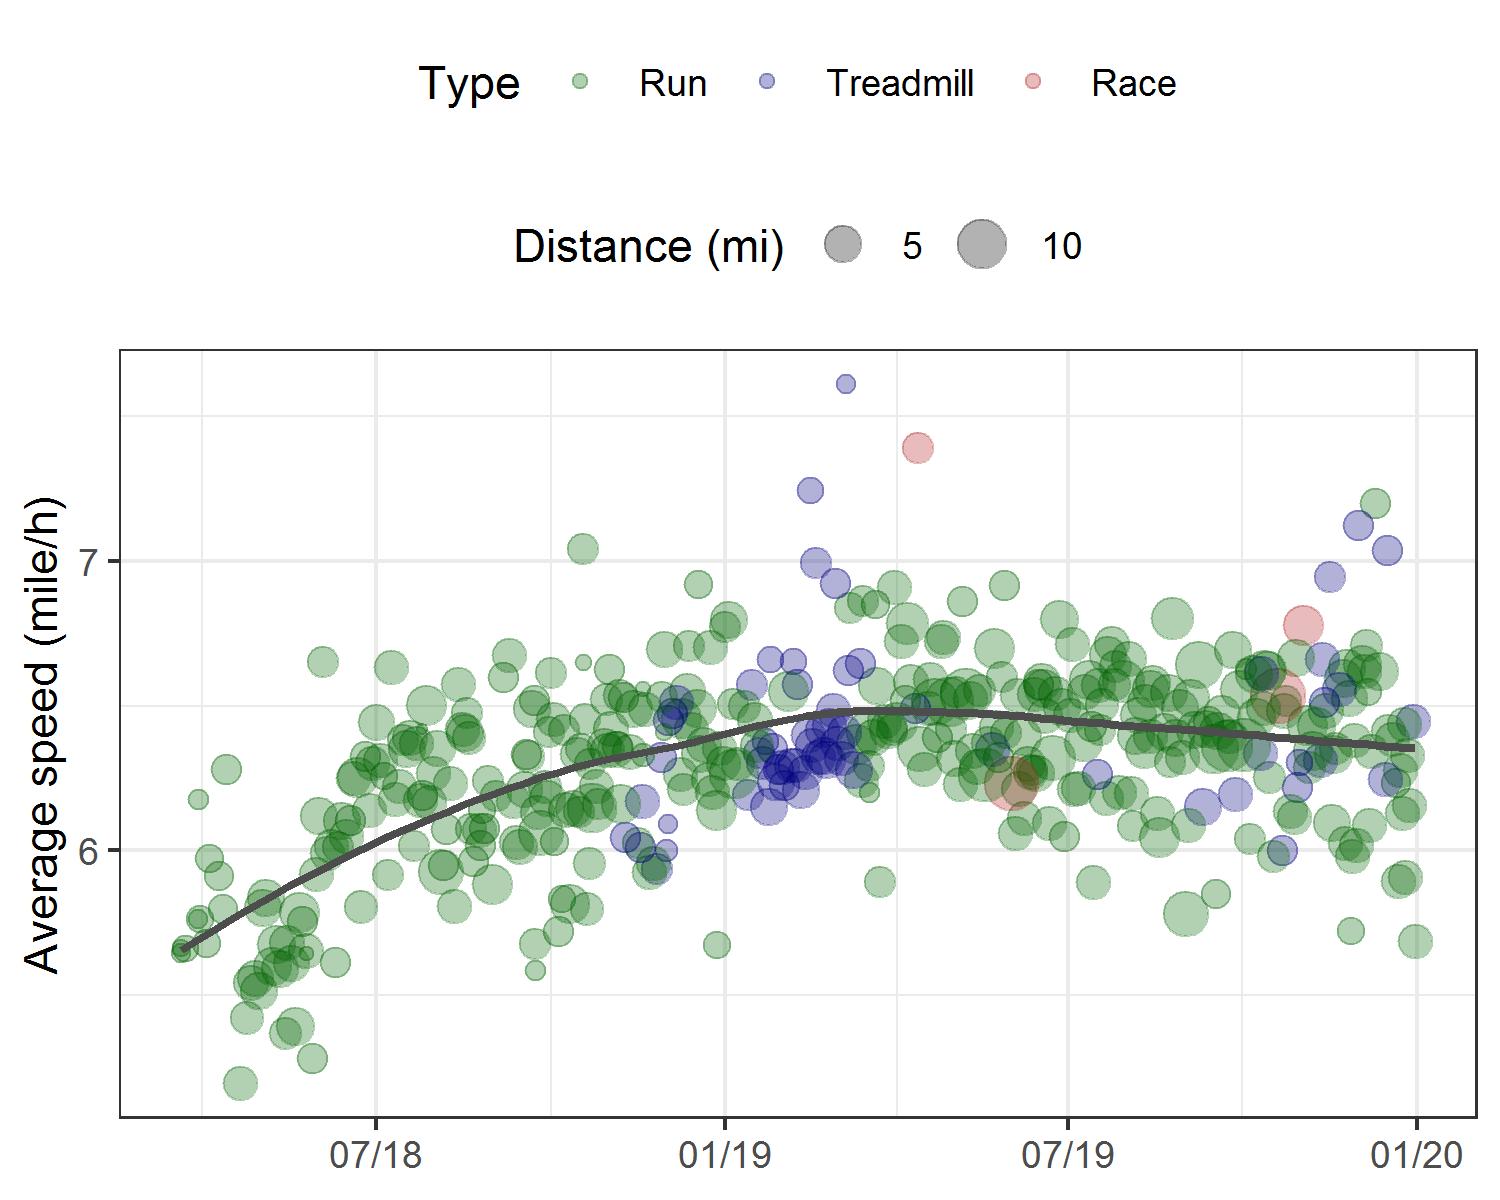 Type Run Treadmill Race
Distance (mi) 5 10
Average speed (mile/h)
7
6
07/18 01/19 07/19 01/20